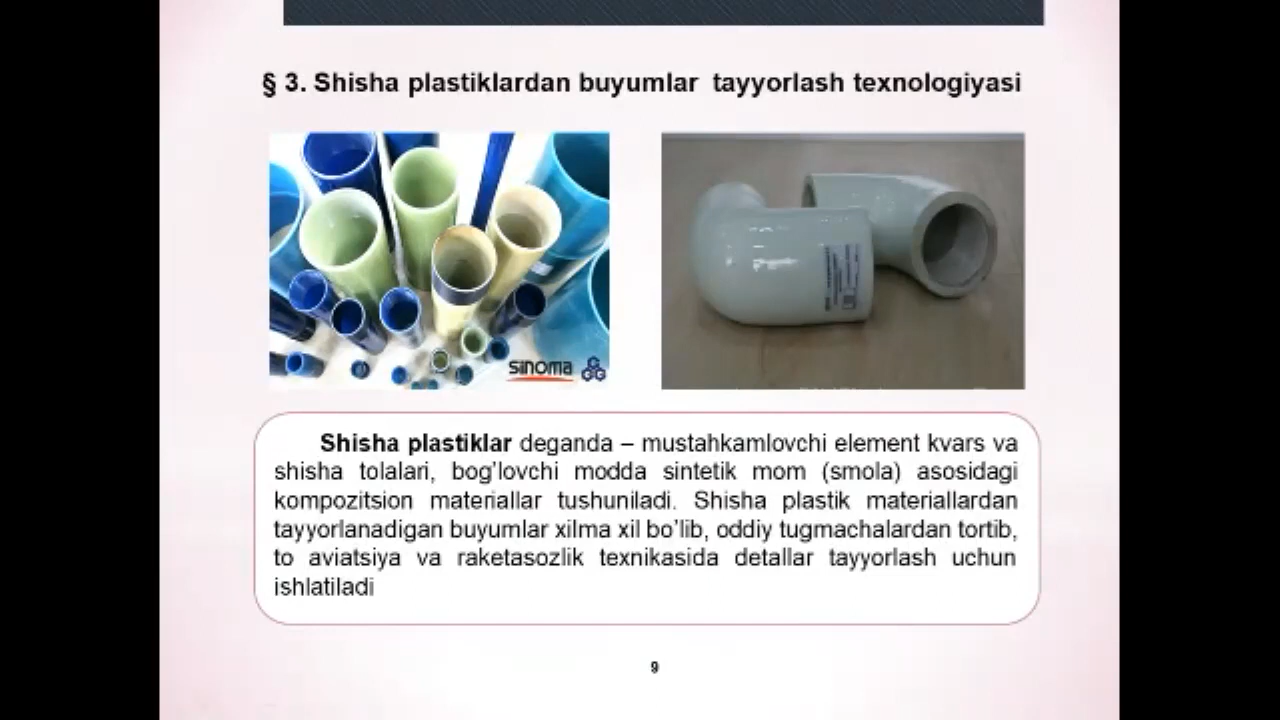 § 3. Shisha plastiklardan buyumlar tayyorlash texnologiyasi
sinoma
Shisha plastiklar deganda – mustahkamlovchi element kvars va
shisha tolalari, bog’lovchi modda sintetik mom (smola) asosidagi
kompozitsion materiallar tushuniladi. Shisha plastik materiallardan
tayyorlanadigan buyumlar xilma xil bo’lib, oddiy tugmachalardan tortib,
to aviatsiya va raketasozlik texnikasida detallar tayyorlash uchun
ishlatiladi
9